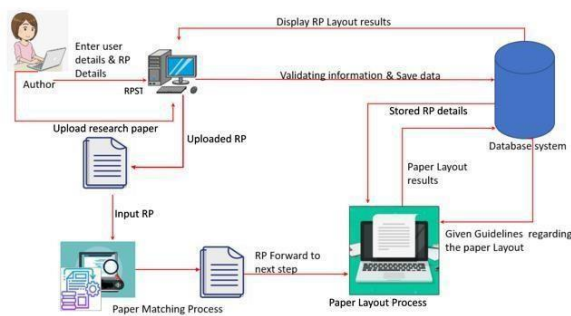 Display RP Layout results
Enter user
details & RP
Details
Author
RPST
Validating information & Save data
Upload research paper
Uploaded RP
Stored RP details
Database system
Paper Layout
results
Input RP
Given Guidelines regarding
the paper Layout
RP Forward to
next step
Paper Matching Process
Paper Layout Process